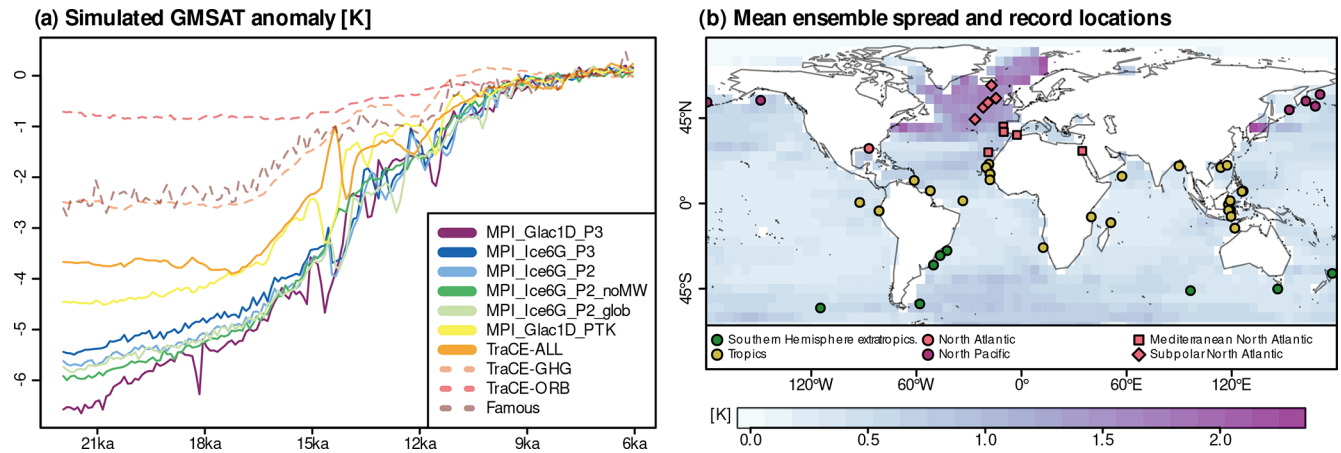 (a) Simulated GMSAT anomaly [K]
0
-1
-2
-3
-4
-5
-6
21ka 18ka 15ka 12ka 9ka 6ka
MPI_Glac1D_P3
MPI_Ice6G_P3
MPI_Ice6G_P2
MPI_Ice6G_P2_noMW
MPI_Ice6G_P2_glob
MPI_Glac1D_PTK
TraCE-ALL
TraCE-GHG
TraCE-ORB
Famous
(b) Mean ensemble spread and record locations
45°N
0°
45°S
Southern Hemisphere extratropics.
Tropics
North Atlantic
North Pacific
Mediterranean North Atlantic
Subpolar North Atlantic
120°W 60°W 0° 60°E 120°E
[K]
0.0 0.5 1.0 1.5 2.0